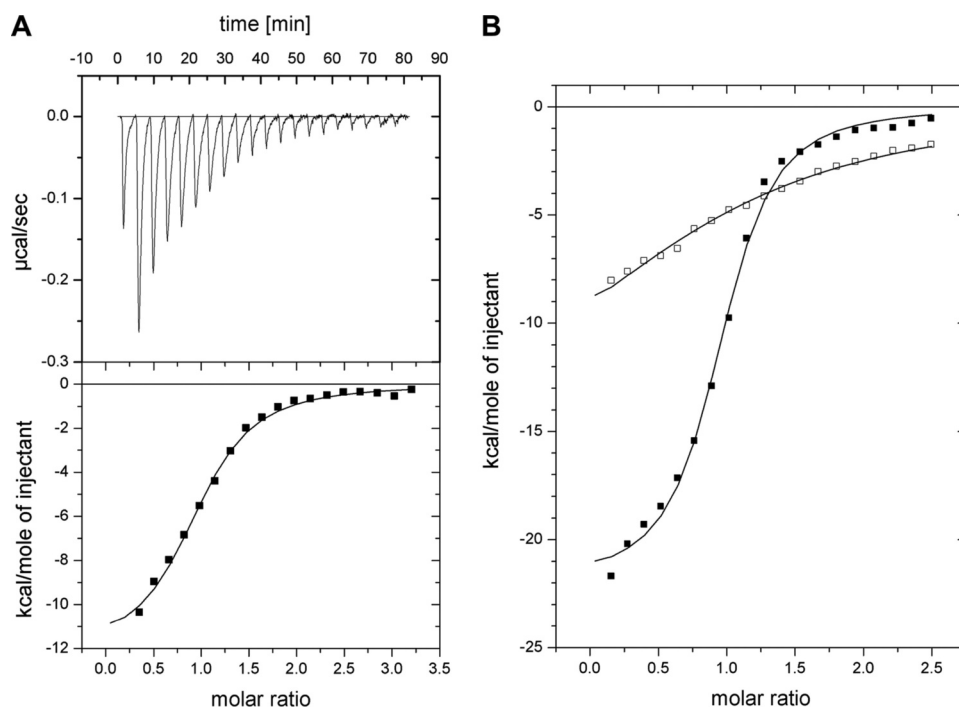 A
time [min]
-10 0 10 20 30 40 50 60 70 80 90
0.0
-0.1
-0.2
-0.3
µcal/sec
0
-2
-4
-6
-8
-10
-12
kcal/mole of injectant
0.0 0.5 1.0 1.5 2.0 2.5 3.0 3.5
molar ratio
B
0
-5
-10
-15
-20
-25
kcal/mole of injectant
0.0 0.5 1.0 1.5 2.0 2.5
molar ratio